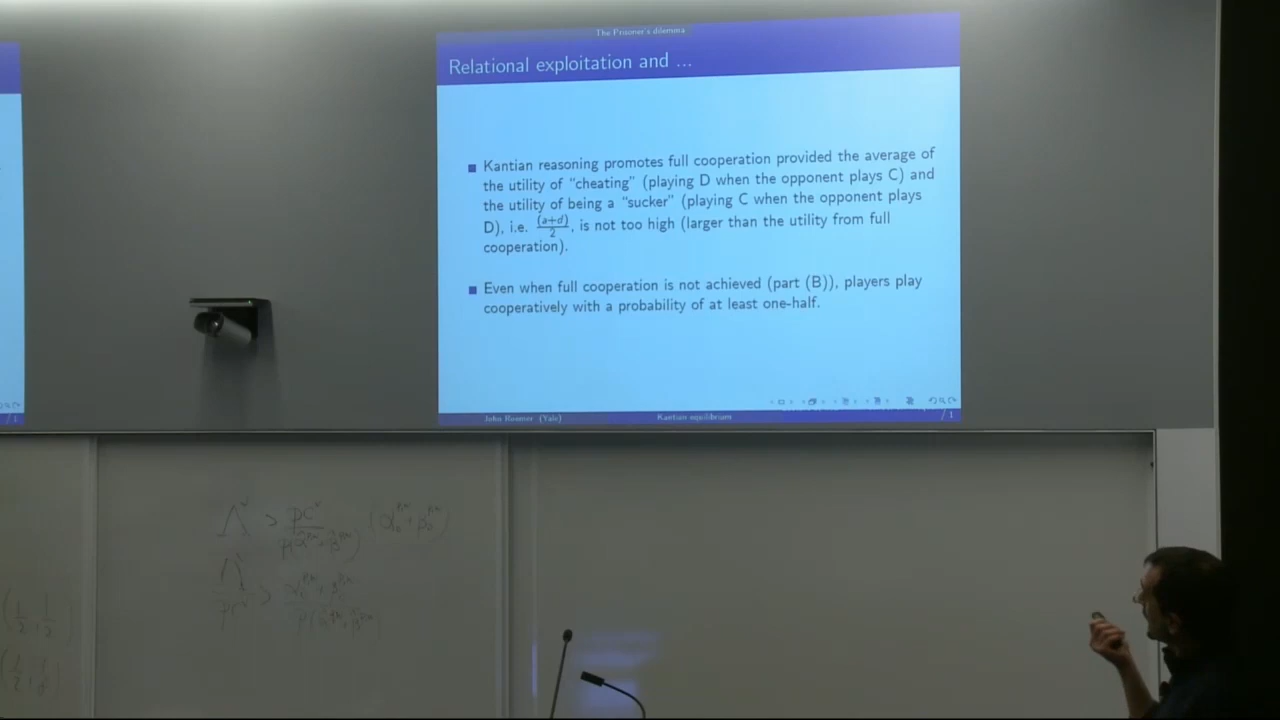 The Prisoner's dilemma
Relational exploitation and ...
Kantian reasoning promotes full cooperation provided the average of
the utility of "cheating" (playing D when the opponent plays C) and
the utility of being a "sucker" (playing C when the opponent plays
D), i.e. (a+d)/2, is not too high (larger than the utility from full
cooperation).
Even when full cooperation is not achieved (part (B)), players play
cooperatively with a probability of at least one-half.
John Roemer (Yale)
Kantian equilibrium
/ 1
/ 1